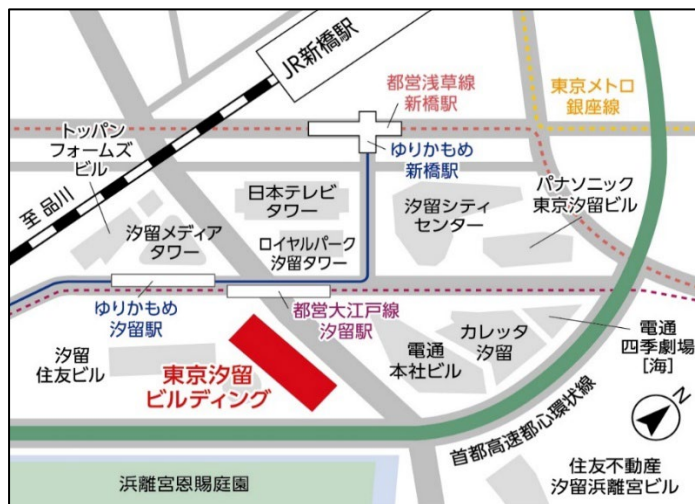 JR新橋駅
都営浅草線
新橋駅
東京メトロ
銀座線
トッパン
フォームズ
ビル
ゆりかもめ
新橋駅
至 品川
日本テレビ
タワー
パナソニック
東京汐留ビル
汐留シティ
センター
汐留メディア
タワー
ロイヤルパーク
汐留タワー
ゆりかもめ
汐留駅
都営大江戸線
汐留駅
汐留
住友ビル
東京汐留
ビルディング
電通
本社ビル
カレッタ
汐留
電通
四季劇場
[海]
首都高速都心環状線
N
浜離宮恩賜庭園
住友不動産
汐留浜離宮ビル